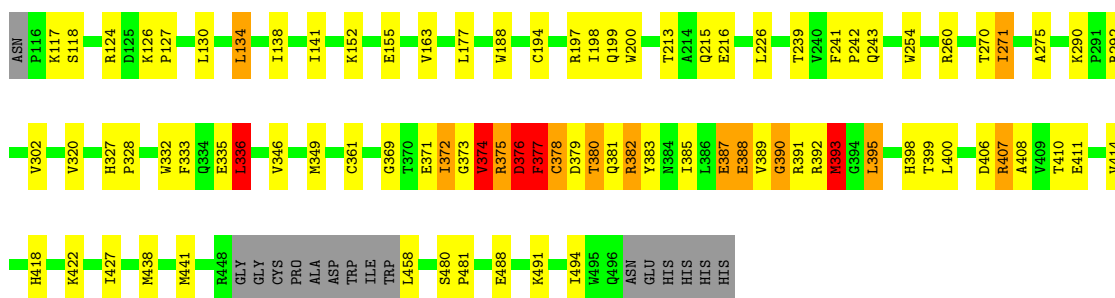 ASN P116 K117 S118 R124 D125 K126 P127 L130 L134 I138 I141 K152 E155 V163 L177 W188 C194 R197 I198 Q199 W200 T213 A214 Q215 E216 L226 T239 V240 F241 P242 Q243 W254 R260 T270 I271 A275 K290 P291
V302 V320 H327 P328 W332 F333 Q334 E335 L336 V346 M349 C361 G369 T370 E371 I372 G373 V374 R375 D376 F377 C378 D379 T380 Q381 R382 Y383 N384 I385 L386 E387 E388 V389 G390 R391 R392 M393 G394 L395 H398 T399 L400 D406 R407 A408 V409 T410 E411
H418 K422 I427 M438 M441 R448 GLY GLY CYS PRO ALA ASP TRP ILE TRP L458 S480 P481 E488 K491 I494 W495 Q496 ASN GLU HIS HIS HIS HIS